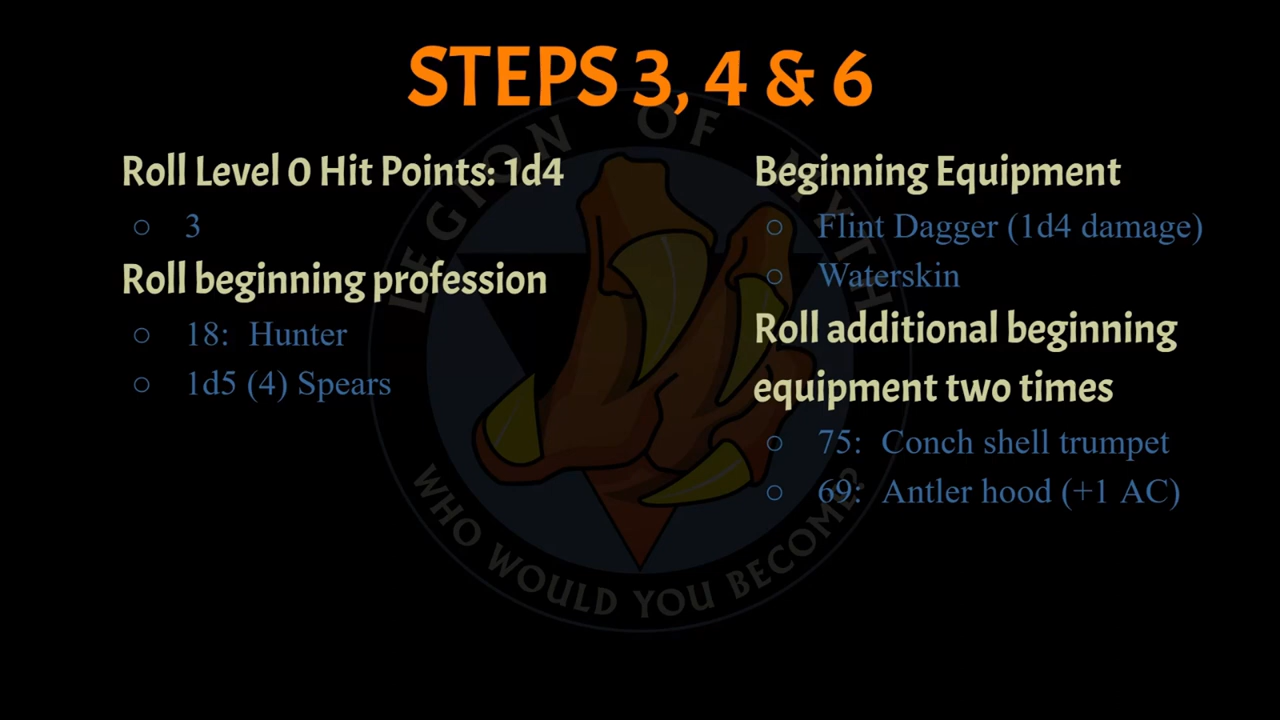 STEPS 3, 4 & 6
Roll Level 0 Hit Points: 1d4
○ 3
Roll beginning profession
○ 18: Hunter
○ 1d5 (4) Spears
Beginning Equipment
○ Flint Dagger (1d4 damage)
○ Waterskin
Roll additional beginning
equipment two times
○ 75: Conch shell trumpet
○ 69: Antler hood (+1 AC)
LEGION OF MYTH
WHO WOULD YOU BECOME?